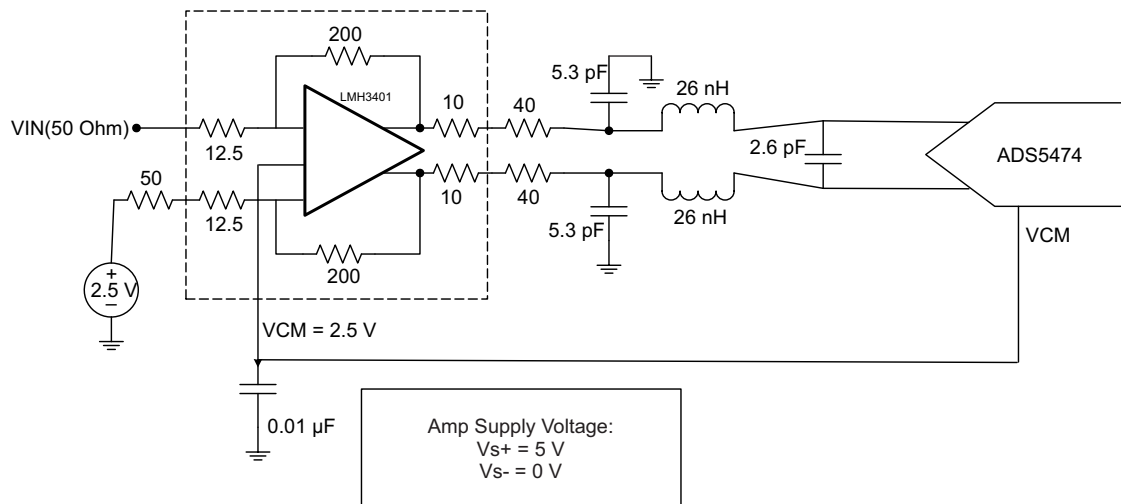 200
LMH3401
5.3 pF
26 nH
10
40
VIN(50 Ohm)
12.5
2.6 pF
ADS5474
50
12.5
10
40
200
5.3 pF
26 nH
VCM
+
2.5 V
–
VCM = 2.5 V
0.01 µF
Amp Supply Voltage:
Vs+ = 5 V
Vs- = 0 V